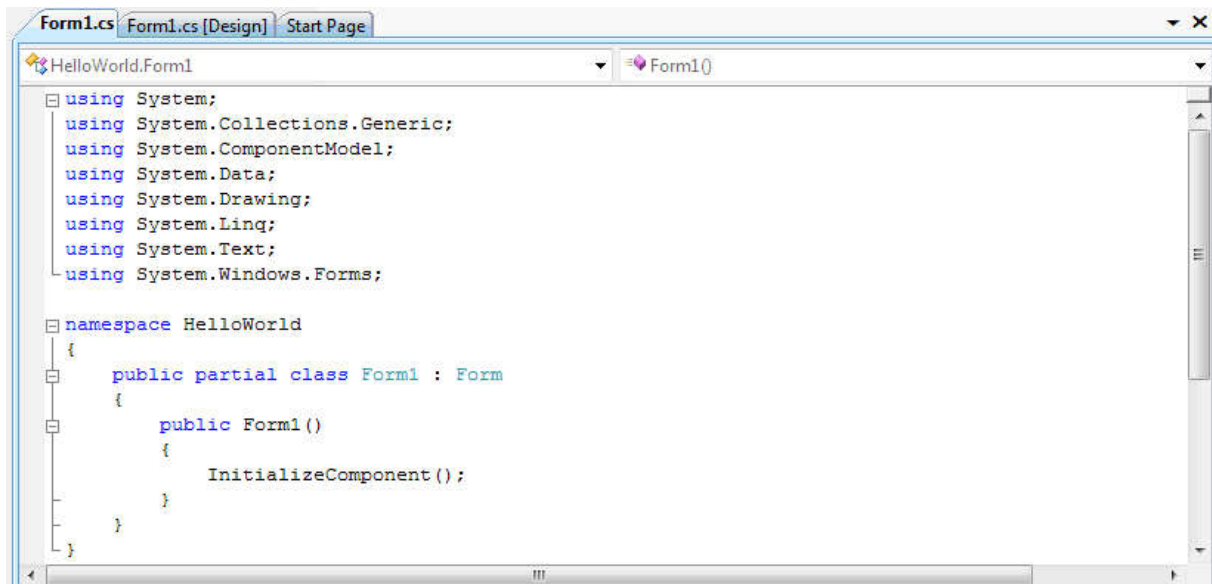 Form1.cs Form1.cs [Design] Start Page
HelloWorld.Form1 Form1()
using System;
using System.Collections.Generic;
using System.ComponentModel;
using System.Data;
using System.Drawing;
using System.Linq;
using System.Text;
using System.Windows.Forms;
namespace HelloWorld
{
public partial class Form1 : Form
{
public Form1()
{
InitializeComponent();
}
}
}